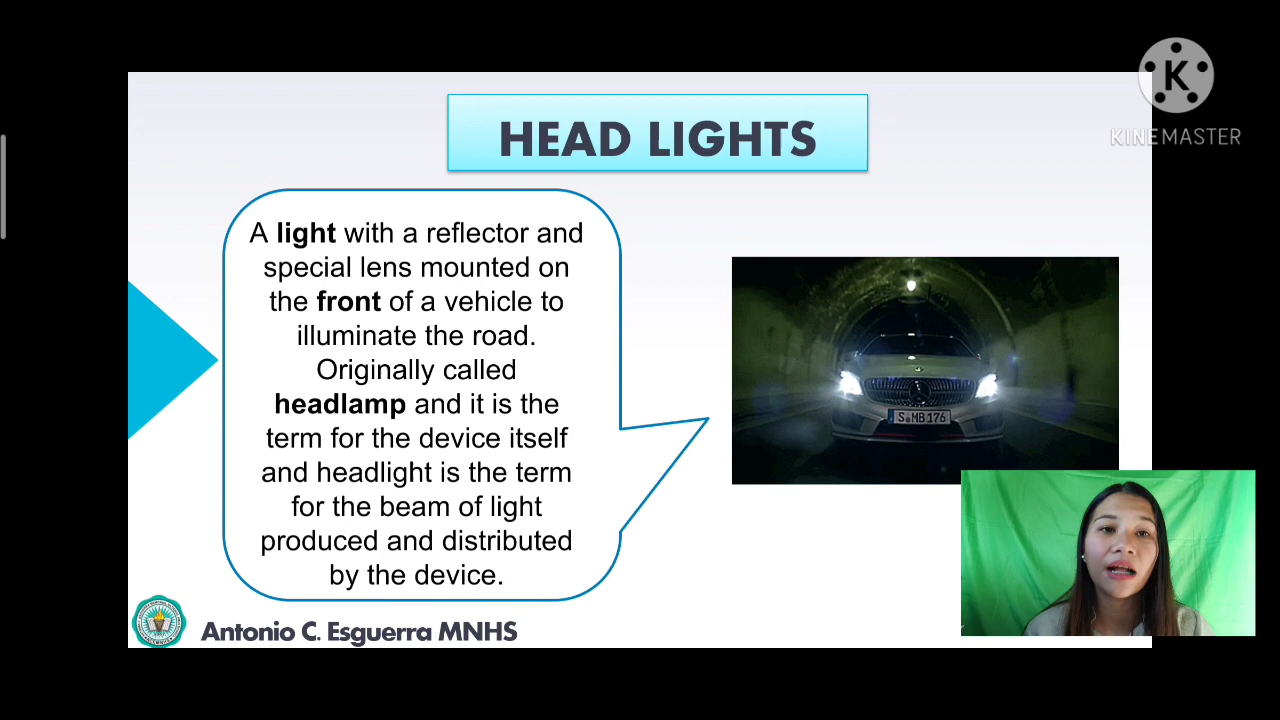 KINEMASTER
HEAD LIGHTS
A light with a reflector and
special lens mounted on
the front of a vehicle to
illuminate the road.
Originally called
headlamp and it is the
term for the device itself
and headlight is the term
for the beam of light
produced and distributed
by the device.
S MB 176
Antonio C. Esguerra MNHS